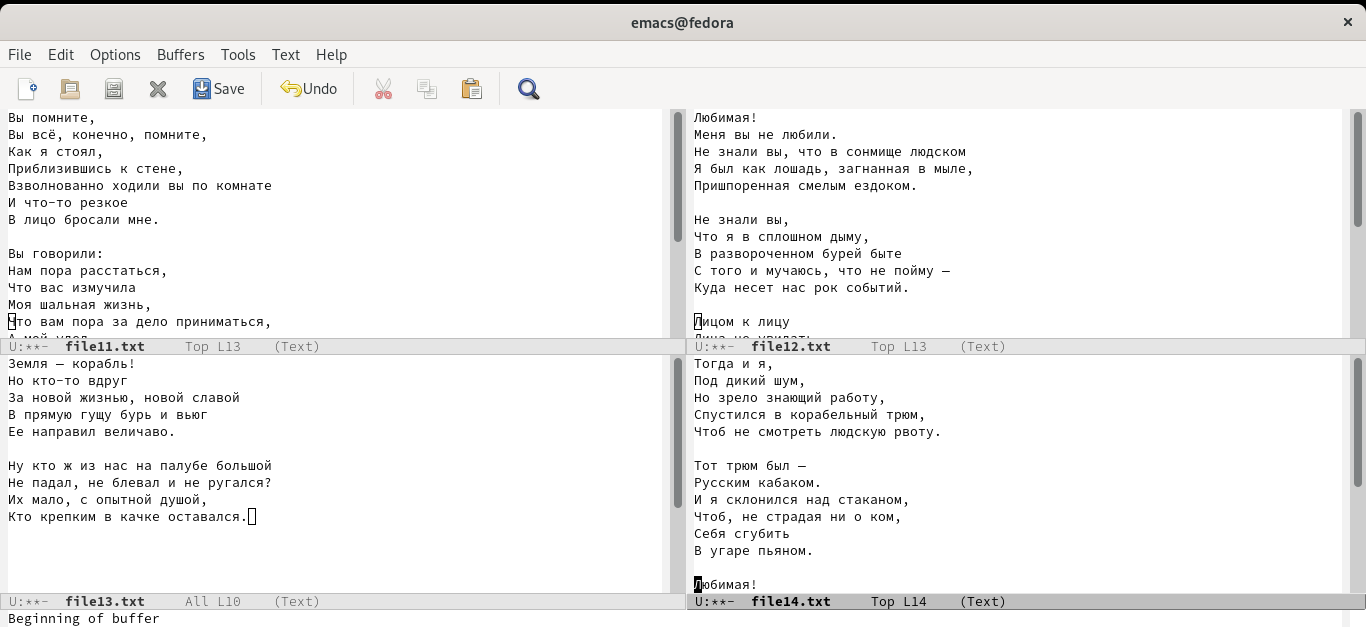 emacs@fedora
File Edit Options Buffers Tools Text Help
Save Undo
Вы помните,
Вы всё, конечно, помните,
Как я стоял,
Приблизившись к стене,
Взволнованно ходили вы по комнате
И что-то резкое
В лицо бросали мне.

Вы говорили:
Нам пора расстаться,
Что вас измучила
Моя шальная жизнь,
Что вам пора за дело приниматься,
А мой удел
U:**-  file11.txt     Top L13    (Text)
Любимая!
Меня вы не любили.
Не знали вы, что в сонмище людском
Я был как лошадь, загнанная в мыле,
Пришпоренная смелым ездоком.

Не знали вы,
Что я в сплошном дыму,
В развороченном бурей быте
С того и мучаюсь, что не пойму —
Куда несет нас рок событий.

Лицом к лицу
Лица не увидать
U:**-  file12.txt     Top L13    (Text)
Земля — корабль!
Но кто-то вдруг
За новой жизнью, новой славой
В прямую гущу бурь и вьюг
Ее направил величаво.

Ну кто ж из нас на палубе большой
Не падал, не блевал и не ругался?
Их мало, с опытной душой,
Кто крепким в качке оставался.
U:**-  file13.txt     All L10    (Text)
Тогда и я,
Под дикий шум,
Но зрело знающий работу,
Спустился в корабельный трюм,
Чтоб не смотреть людскую рвоту.

Тот трюм был —
Русским кабаком.
И я склонился над стаканом,
Чтоб, не страдая ни о ком,
Себя сгубить
В угаре пьяном.

Любимая!
U:**-  file14.txt     Top L14    (Text)
Beginning of buffer